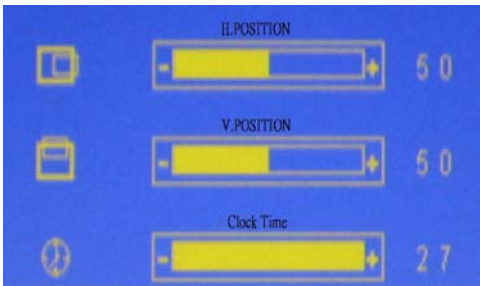 H.POSITION
- + 50
V.POSITION
- + 50
Clock Time
- + 27